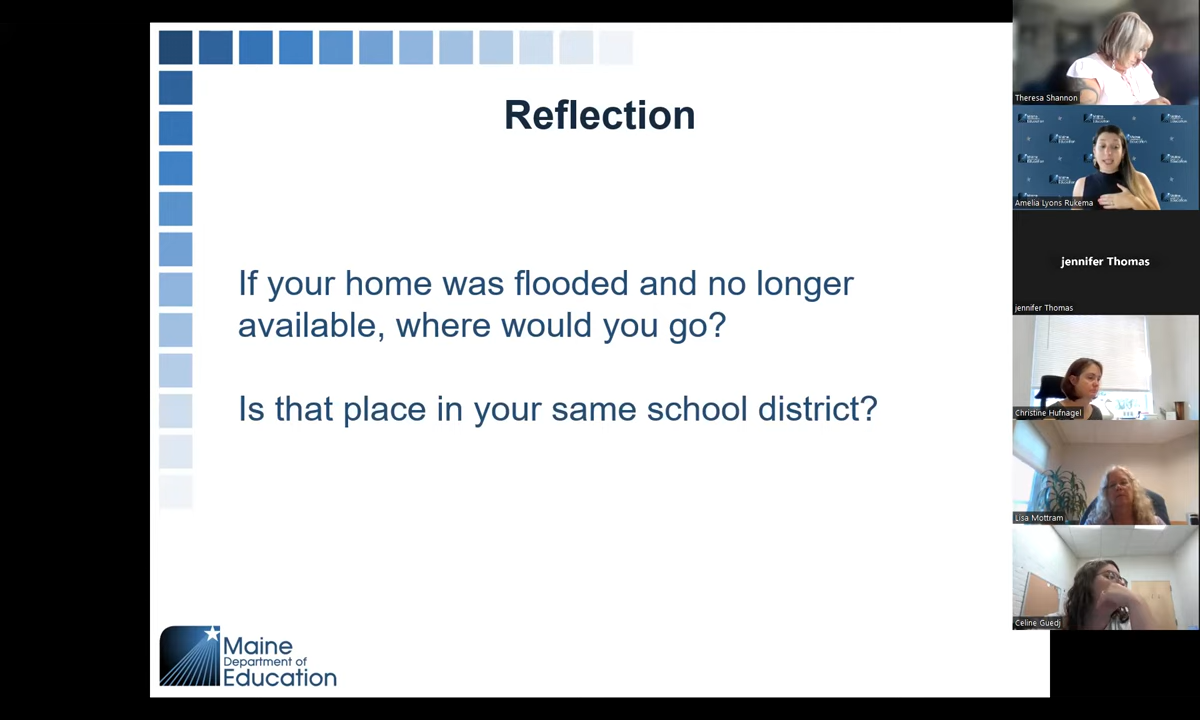 Reflection
If your home was flooded and no longer
available, where would you go?
Is that place in your same school district?
Maine
Department of
Education
Theresa Shannon
Amelia Lyons Rukema
jennifer Thomas
jennifer Thomas
Christine Hufnagel
Lisa Mottram
Celine Guedj